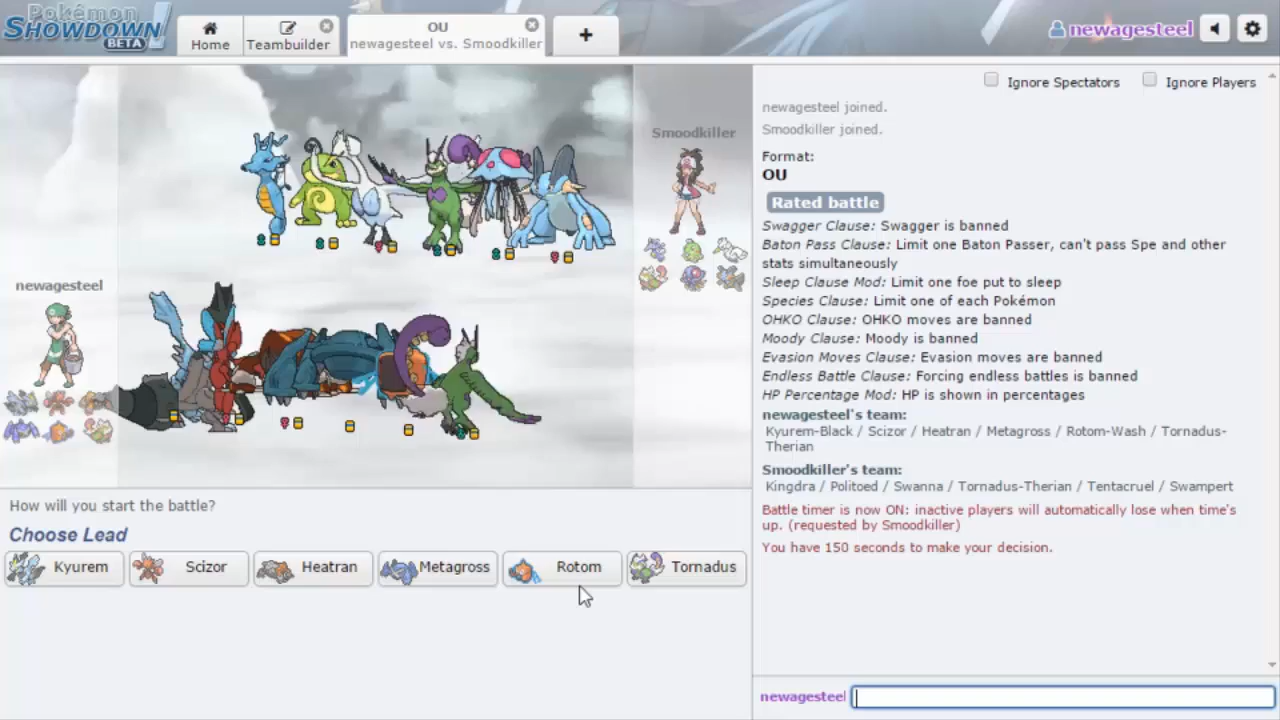 Pokémon
SHOWDOWN!
BETA
Home
Teambuilder
OU
newagesteel vs. Smoodkiller
+
newagesteel
Smoodkiller
newagesteel
How will you start the battle?
Choose Lead
Kyurem
Scizor
Heatran
Metagross
Rotom
Tornadus
Ignore Spectators
Ignore Players
newagesteel joined.
Smoodkiller joined.
Format:
OU
Rated battle
Swagger Clause: Swagger is banned
Baton Pass Clause: Limit one Baton Passer, can't pass Spe and other
stats simultaneously
Sleep Clause Mod: Limit one foe put to sleep
Species Clause: Limit one of each Pokémon
OHKO Clause: OHKO moves are banned
Moody Clause: Moody is banned
Evasion Moves Clause: Evasion moves are banned
Endless Battle Clause: Forcing endless battles is banned
HP Percentage Mod: HP is shown in percentages
newagesteel's team:
Kyurem-Black / Scizor / Heatran / Metagross / Rotom-Wash / Tornadus-
Therian
Smoodkiller's team:
Kingdra / Politoed / Swanna / Tornadus-Therian / Tentacruel / Swampert
Battle timer is now ON: inactive players will automatically lose when time's
up. (requested by Smoodkiller)
You have 150 seconds to make your decision.
newagesteel